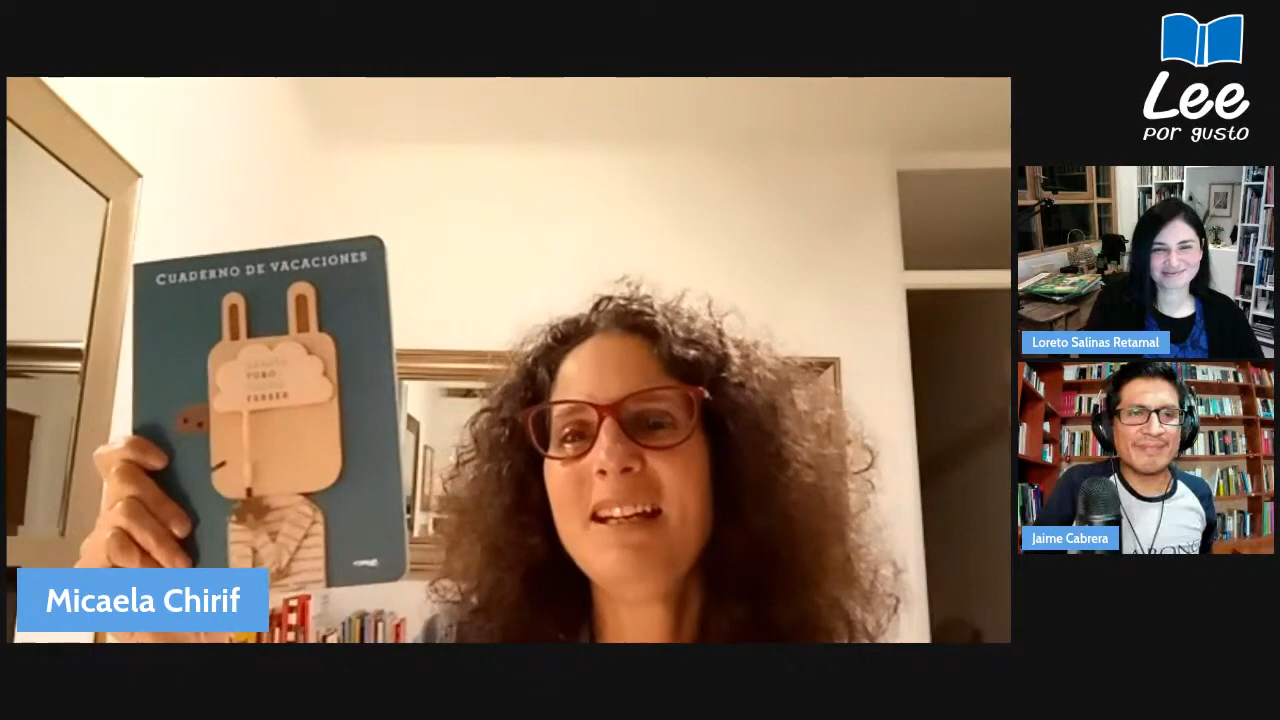 Lee
por gusto
CUADERNO DE VACACIONES
TORO
FERRER
Micaela Chirif
Loreto Salinas Retamal
Jaime Cabrera